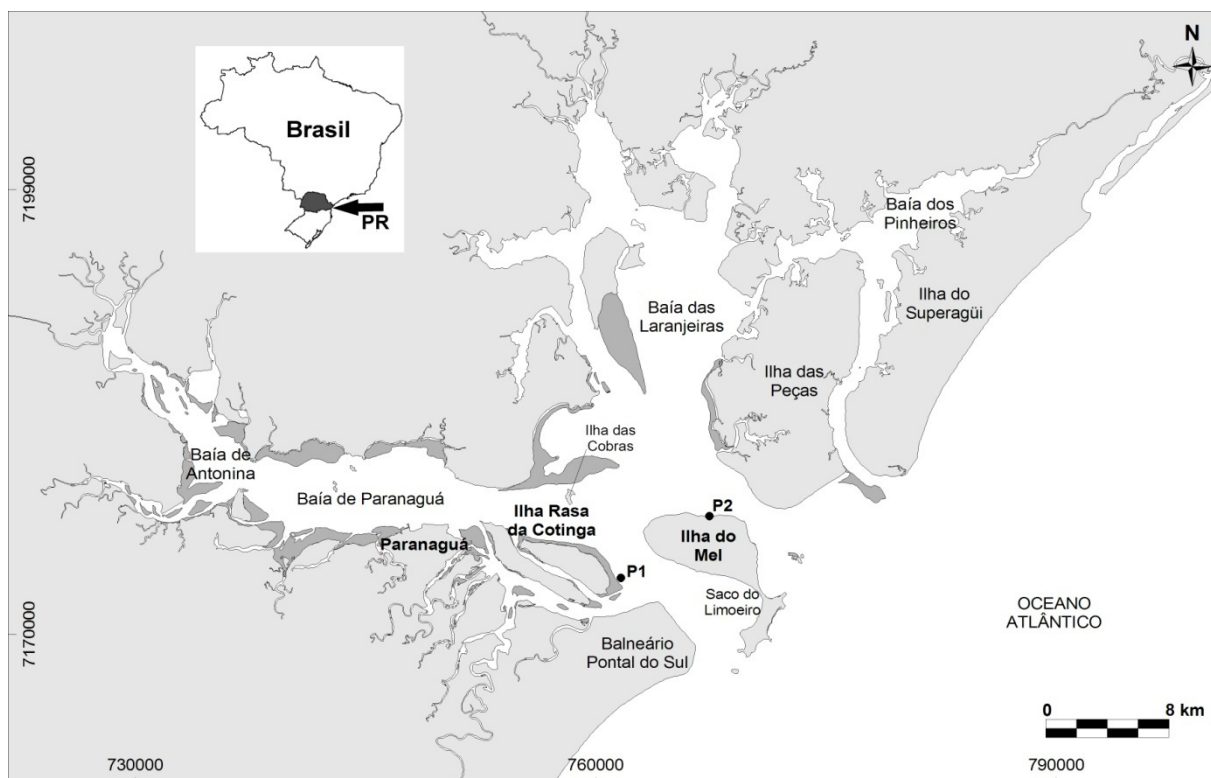 N
Brasil
PR
7199000
Baía dos
Pinheiros
Ilha do
Superagüi
Baía das
Laranjeiras
Ilha das
Peças
Ilha das
Cobras
Baía de
Antonina
Baía de Paranaguá
Ilha Rasa
da Cotinga
P2
Paranaguá
Ilha do
Mel
P1
Saco do
Limoeiro
OCEANO
ATLÂNTICO
7170000
Balneário
Pontal do Sul
0 8 km
730000 760000 790000